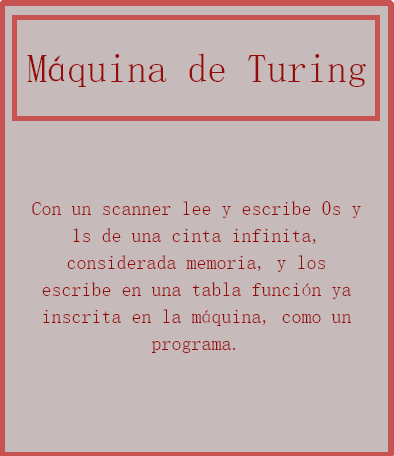 Máquina de Turing
Con un scanner lee y escribe 0s y
1s de una cinta infinita,
considerada memoria, y los
escribe en una tabla función ya
inscrita en la máquina, como un
programa.